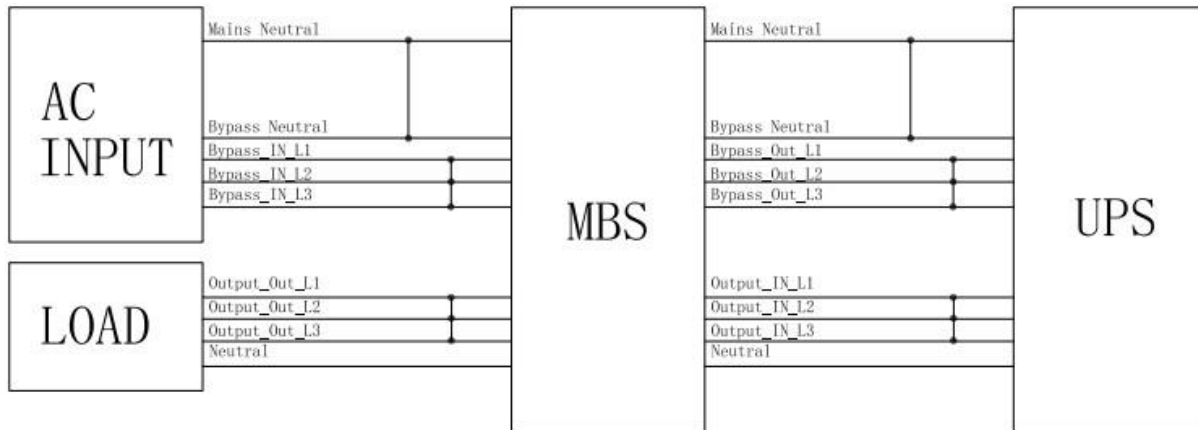 AC
INPUT
Mains Neutral
Bypass Neutral
Bypass_IN_L1
Bypass_IN_L2
Bypass_IN_L3
LOAD
Output_Out_L1
Output_Out_L2
Output_Out_L3
Neutral
MBS
Mains Neutral
Bypass Neutral
Bypass_Out_L1
Bypass_Out_L2
Bypass_Out_L3
Output_IN_L1
Output_IN_L2
Output_IN_L3
Neutral
UPS